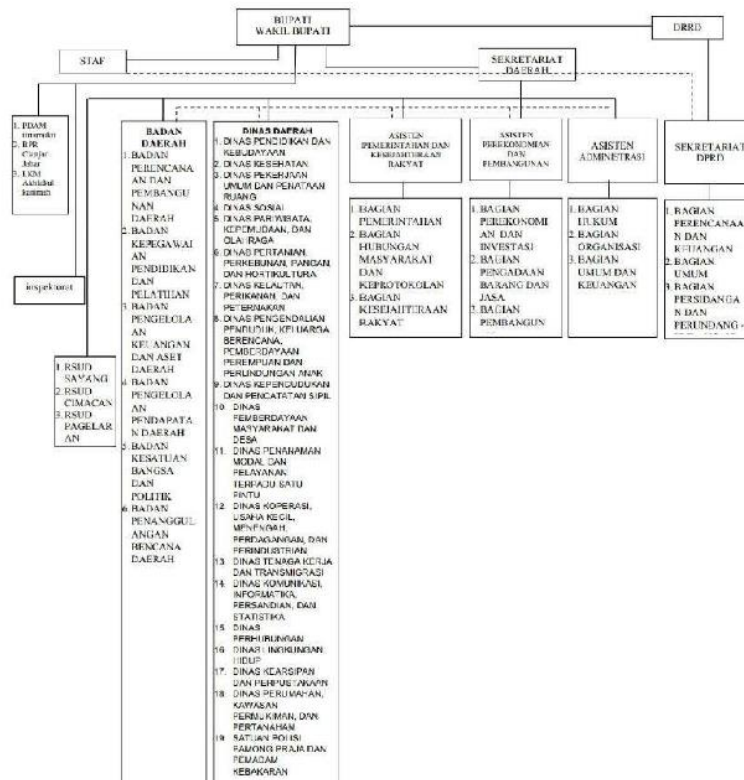 BUPATI
WAKIL BUPATI
DRRD
STAF
SEKRETARIAT
DAERAH
1. PDAM
2. BPR
Cianjur
Jabar
3. LKM
Akhlakul
karimah
inspektorat
1. RSUD
SAYANG
2. RSUD
CIMACAN
3. RSUD
PAGELAR
AN
BADAN
DAERAH
1. BADAN
PERENCANA
AN DAN
PEMBANGU
NAN
DAERAH
2. BADAN
KEPEGAWAI
AN
PENDIDIKAN
DAN
PELATIHAN
3. BADAN
PENGELOLA
AN
KEUANGAN
DAN ASET
DAERAH
4. BADAN
PENGELOLA
AN
PENDAPATA
N DAERAH
5. BADAN
KESATUAN
BANGSA
DAN
POLITIK
6. BADAN
PENANGGUL
ANGAN
BENCANA
DAERAH
DINAS DAERAH
1. DINAS PENDIDIKAN DAN
KEBUDAYAAN
2. DINAS KESEHATAN
3. DINAS PEKERJAAN
UMUM DAN PENATAAN
RUANG
4. DINAS SOSIAL
5. DINAS PARIWISATA,
KEPEMUDAAN, DAN
OLAHRAGA
6. DINAS PERTANIAN,
PERKEBUNAN, PANGAN,
DAN HORTIKULTURA
7. DINAS KELAUTAN,
PERIKANAN, DAN
PETERNAKAN
8. DINAS PENGENDALIAN
PENDUDUK, KELUARGA
BERENCANA,
PEMBERDAYAAN
PEREMPUAN DAN
PERLINDUNGAN ANAK
9. DINAS KEPENDUDUKAN
DAN PENCATATAN SIPIL
10. DINAS
PEMBERDAYAAN
MASYARAKAT DAN
DESA
11. DINAS PENANAMAN
MODAL DAN
PELAYANAN
TERPADU SATU
PINTU
12. DINAS KOPERASI,
USAHA KECIL,
MENENGAH,
PERDAGANGAN, DAN
PERINDUSTRIAN
13. DINAS TENAGA KERJA
DAN TRANSMIGRASI
14. DINAS KOMUNIKASI,
INFORMATIKA,
PERSANDIAN, DAN
STATISTIKA
15. DINAS
PERHUBUNGAN
16. DINAS LINGKUNGAN
HIDUP
17. DINAS KEARSIPAN
DAN PERPUSTAKAAN
18. DINAS PERUMAHAN,
KAWASAN
PERMUKIMAN, DAN
PERTANAHAN
19. SATUAN POLISI
PAMONG PRAJA DAN
PEMADAM
KEBAKARAN
ASISTEN
PEMERINTAHAN DAN
KESEJAHTERAAN
RAKYAT
1. BAGIAN
PEMERINTAHAN
2. BAGIAN
HUBUNGAN
MASYARAKAT
DAN
KEPROTOKOLAN
3. BAGIAN
KESEJAHTERAAN
RAKYAT
ASISTEN
PEREKONOMIAN
DAN
PEMBANGUNAN
1. BAGIAN
PEREKONOMI
AN DAN
INVESTASI
2. BAGIAN
PENGADAAN
BARANG DAN
JASA
3. BAGIAN
PEMBANGUN
ASISTEN
ADMINISTRASI
1. BAGIAN
HUKUM
2. BAGIAN
ORGANISASI
3. BAGIAN
UMUM DAN
KEUANGAN
SEKRETARIAT
DPRD
1. BAGIAN
PERENCANAA
N DAN
KEUANGAN
2. BAGIAN
UMUM
3. BAGIAN
PERSIDANGA
N DAN
PERUNDANG -